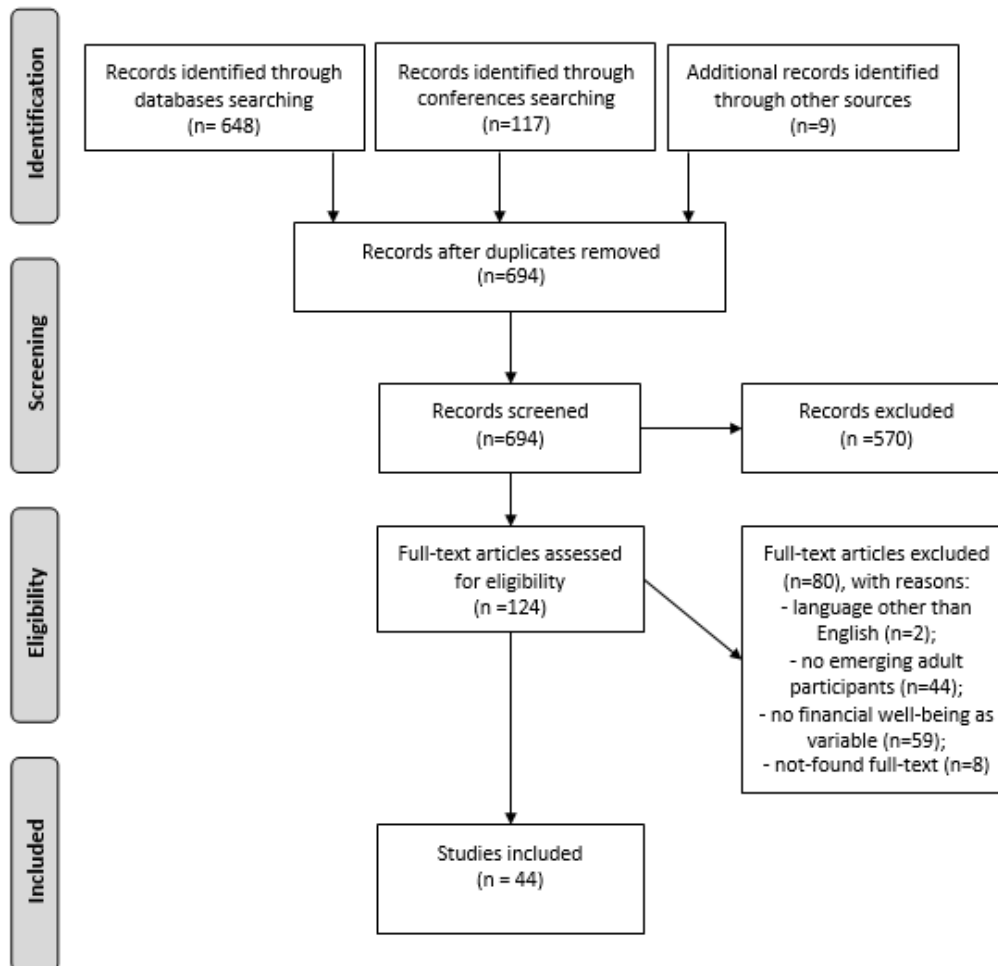 Identification
Records identified through
databases searching
(n= 648)
Records identified through
conferences searching
(n=117)
Additional records identified
through other sources
(n=9)
Records after duplicates removed
(n=694)
Screening
Records screened
(n=694)
Records excluded
(n =570)
Eligibility
Full-text articles assessed
for eligibility
(n =124)
Full-text articles excluded
(n=80), with reasons:
- language other than
English (n=2);
- no emerging adult
participants (n=44);
- no financial well-being as
variable (n=59);
- not-found full-text (n=8)
Included
Studies included
(n = 44)